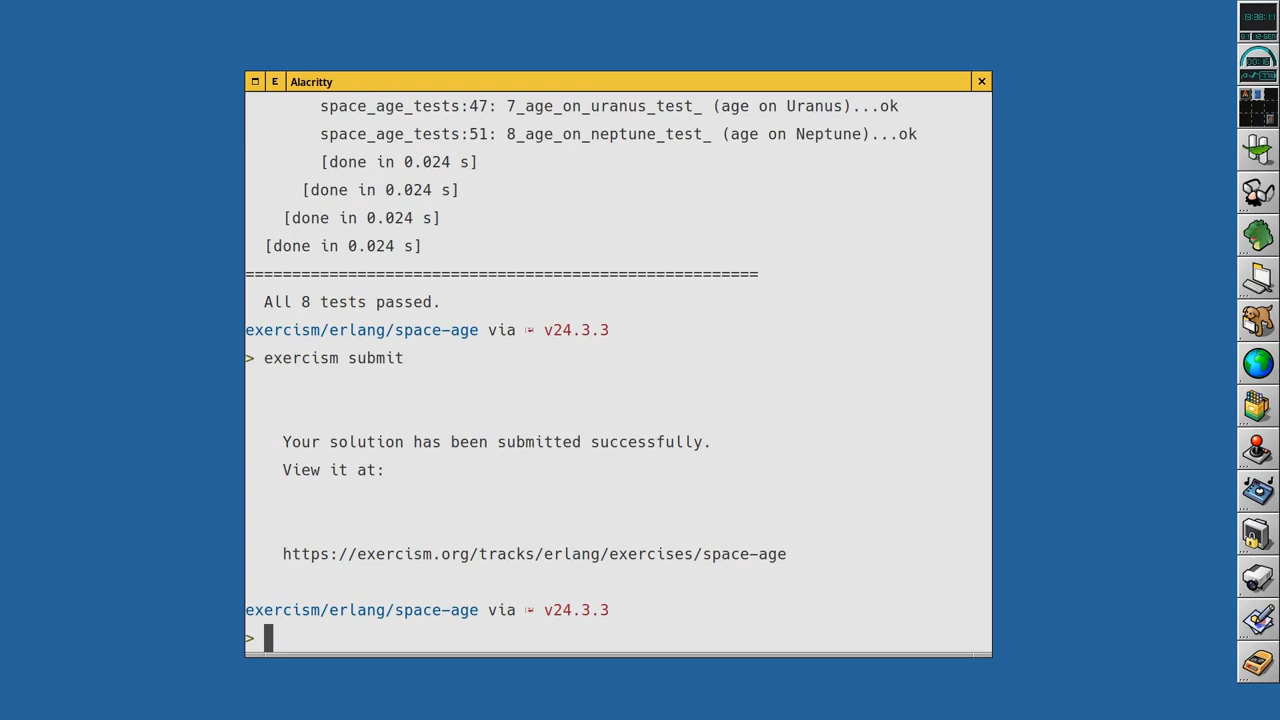 Alacritty
space_age_tests:47: 7_age_on_uranus_test_ (age on Uranus)...ok
space_age_tests:51: 8_age_on_neptune_test_ (age on Neptune)...ok
[done in 0.024 s]
[done in 0.024 s]
[done in 0.024 s]
[done in 0.024 s]
=======================================================
All 8 tests passed.
exercism/erlang/space-age via v24.3.3
> exercism submit
Your solution has been submitted successfully.
View it at:
https://exercism.org/tracks/erlang/exercises/space-age
exercism/erlang/space-age via v24.3.3
>